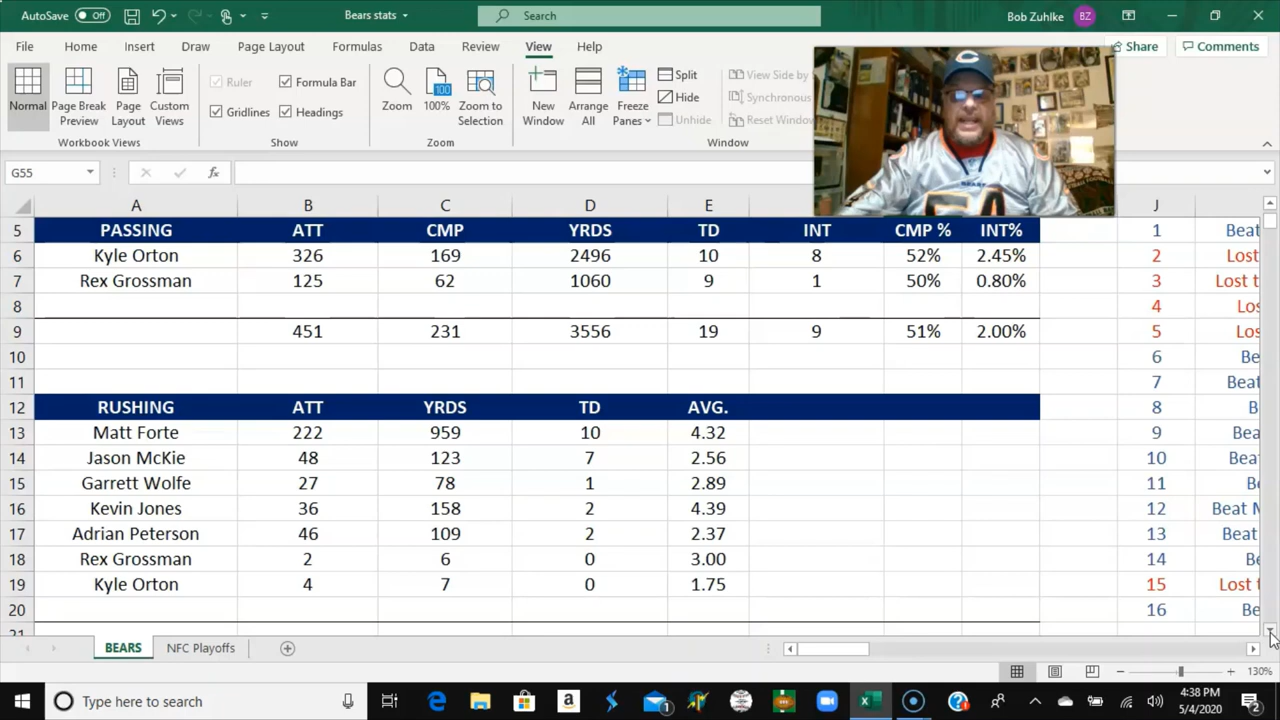 AutoSave Off Bears stats Search Bob Zuhlke BZ
File Home Insert Draw Page Layout Formulas Data Review View Help Share Comments
Normal Page Break Preview Page Layout Custom Views
Ruler Formula Bar
Gridlines Headings
Zoom 100% Zoom to Selection
New Window Arrange All Freeze Panes
Split
Hide
Unhide
View Side by
Synchronous
Reset Window
Workbook Views Show Zoom Window
G55 fx
A B C D E J
5 PASSING ATT CMP YRDS TD INT CMP % INT% 1 Beat
6 Kyle Orton 326 169 2496 10 8 52% 2.45% 2 Lost
7 Rex Grossman 125 62 1060 9 1 50% 0.80% 3 Lost t
8 4 Los
9 451 231 3556 19 9 51% 2.00% 5 Los
10 6 Be
11 7 Beat
12 RUSHING ATT YRDS TD AVG. 8 B
13 Matt Forte 222 959 10 4.32 9 Bea
14 Jason McKie 48 123 7 2.56 10 Beat
15 Garrett Wolfe 27 78 1 2.89 11 Be
16 Kevin Jones 36 158 2 4.39 12 Beat N
17 Adrian Peterson 46 109 2 2.37 13 Beat
18 Rex Grossman 2 6 0 3.00 14 Be
19 Kyle Orton 4 7 0 1.75 15 Lost t
20 16 Be
BEARS NFC Playoffs
130%
Type here to search
4:38 PM
5/4/2020